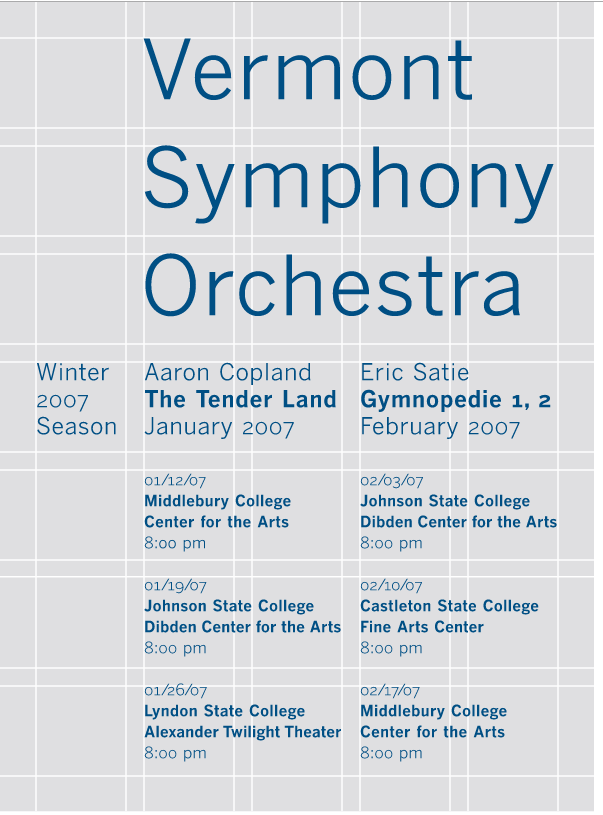 Vermont
Symphony
Orchestra
Winter
2007
Season
Aaron Copland
The Tender Land
January 2007
Eric Satie
Gymnopedie 1, 2
February 2007
01/12/07
Middlebury College
Center for the Arts
8:00 pm
01/19/07
Johnson State College
Dibden Center for the Arts
8:00 pm
01/26/07
Lyndon State College
Alexander Twilight Theater
8:00 pm
02/03/07
Johnson State College
Dibden Center for the Arts
8:00 pm
02/10/07
Castleton State College
Fine Arts Center
8:00 pm
02/17/07
Middlebury College
Center for the Arts
8:00 pm